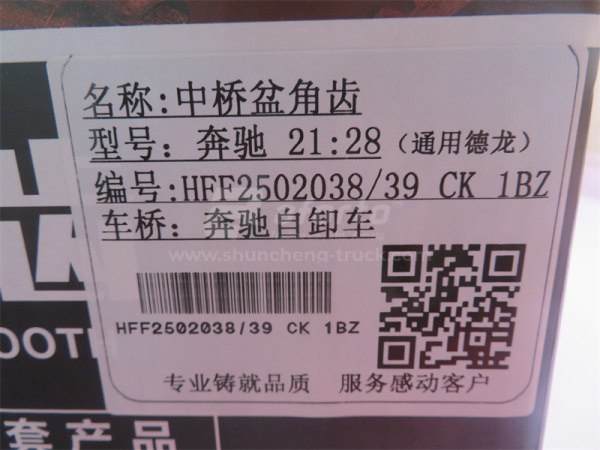 名称:中桥盆角齿
型号: 奔驰 21:28（通用德龙）
编号:HFF2502038/39 CK 1BZ
车桥: 奔驰自卸车
www.shuncheng-truck.com
HFF2502038/39 CK 1BZ
OOTH
专业铸就品质 服务感动客户
套产品